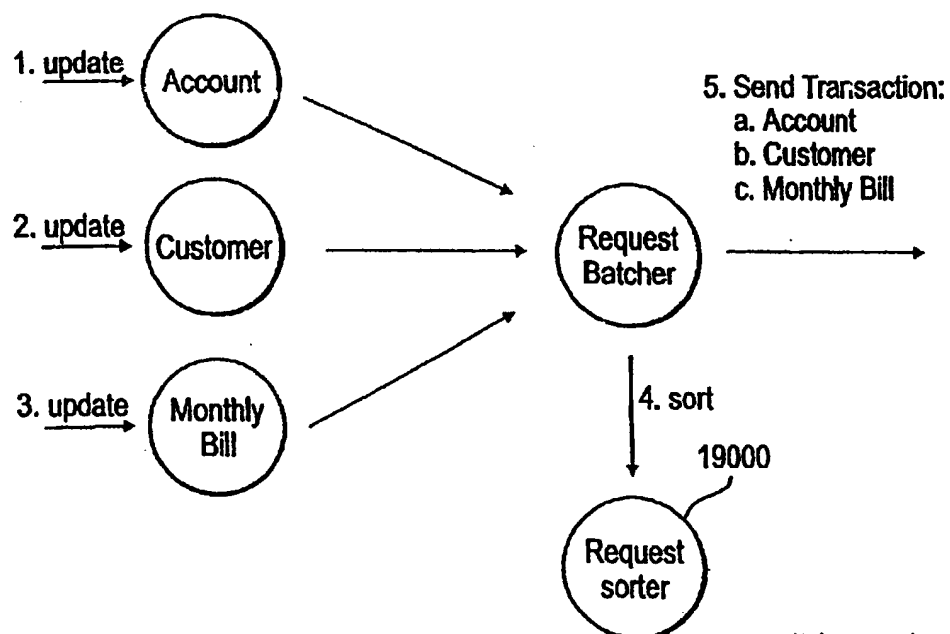 1. update
Account
5. Send Transaction:
a. Account
b. Customer
c. Monthly Bill
2. update
Customer
Request
Batcher
3. update
Monthly
Bill
4. sort
19000
Request
sorter